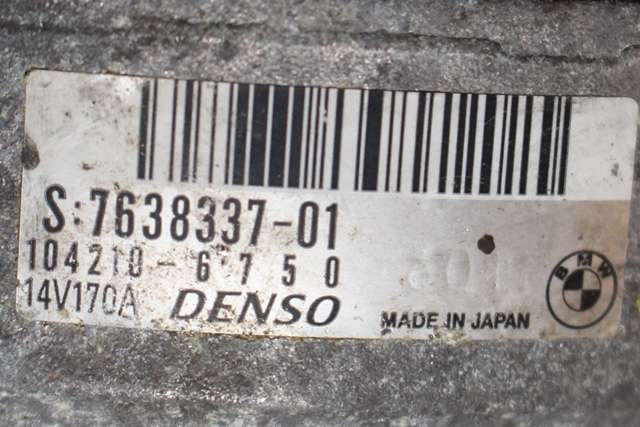 S:7638337-01
104210-6750
14V170A DENSO MADE IN JAPAN
BMW